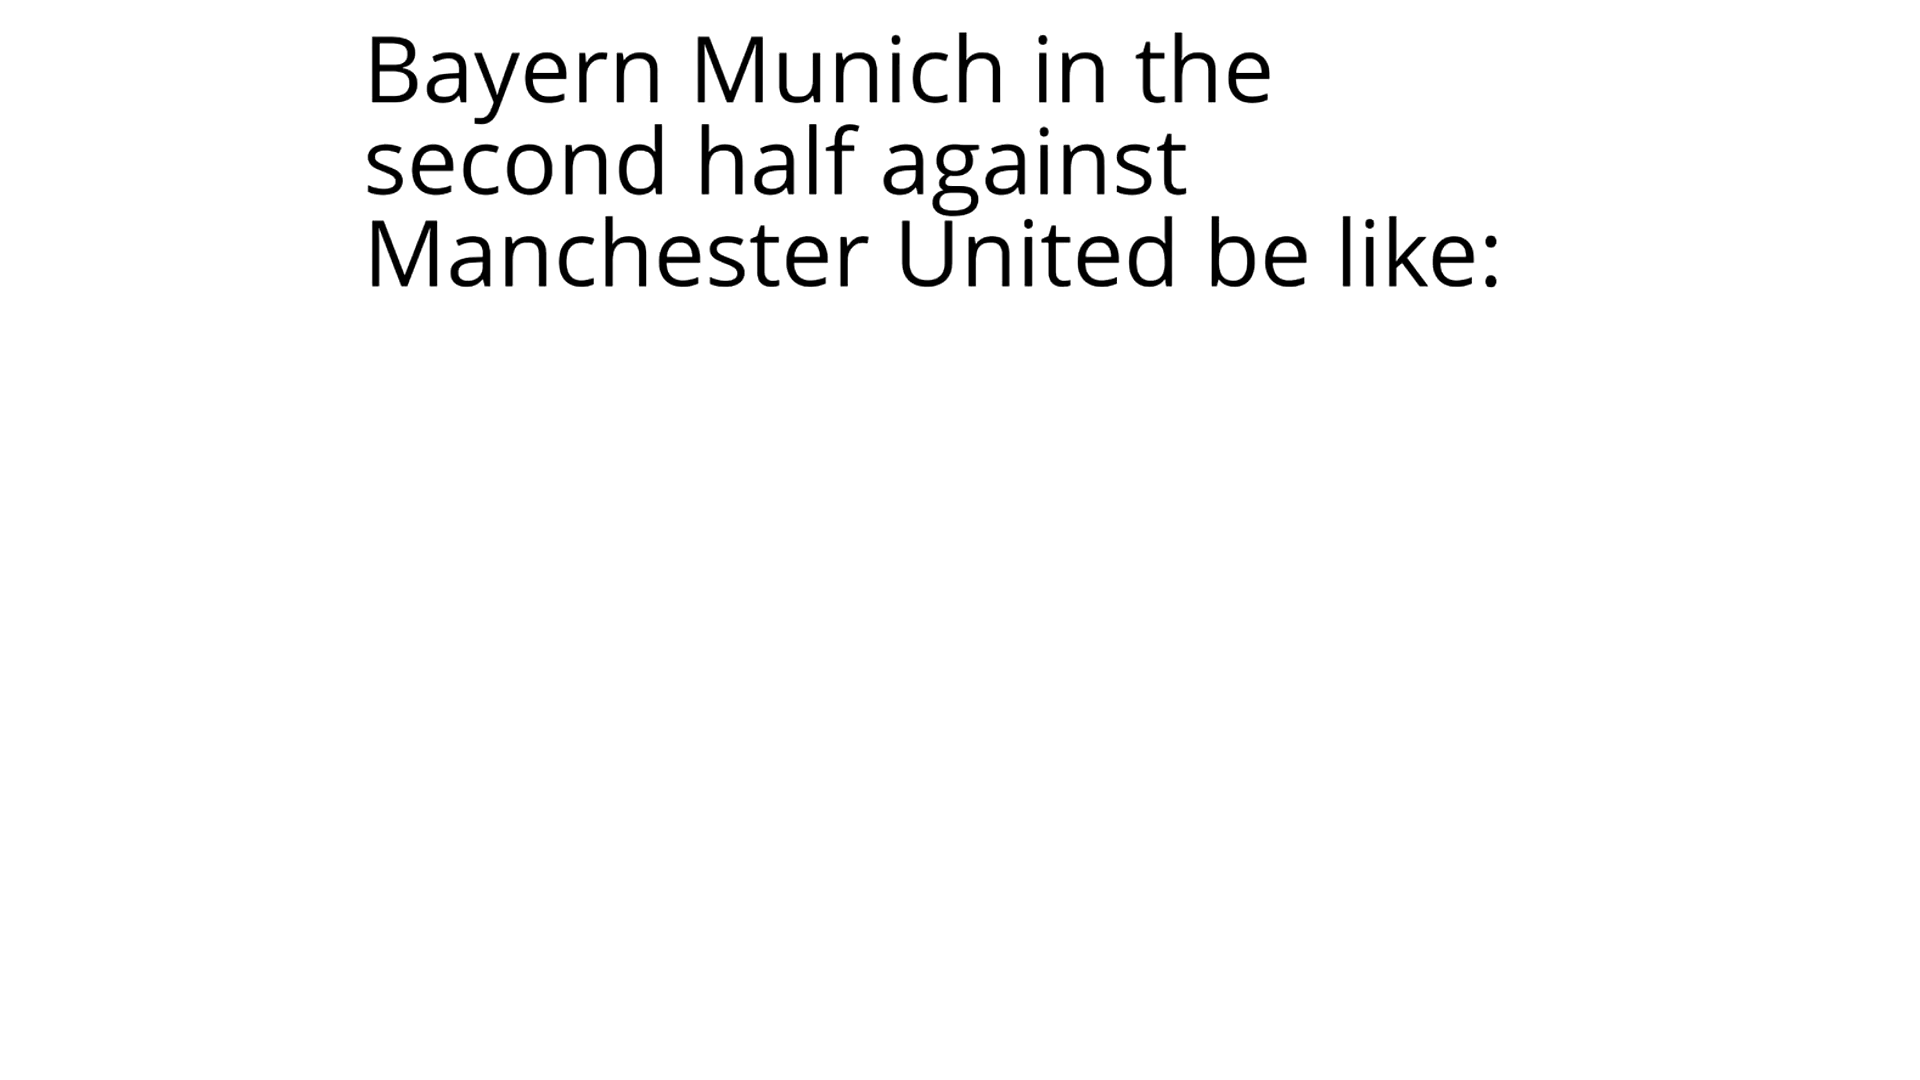 Bayern Munich in the
second half against
Manchester United be like: